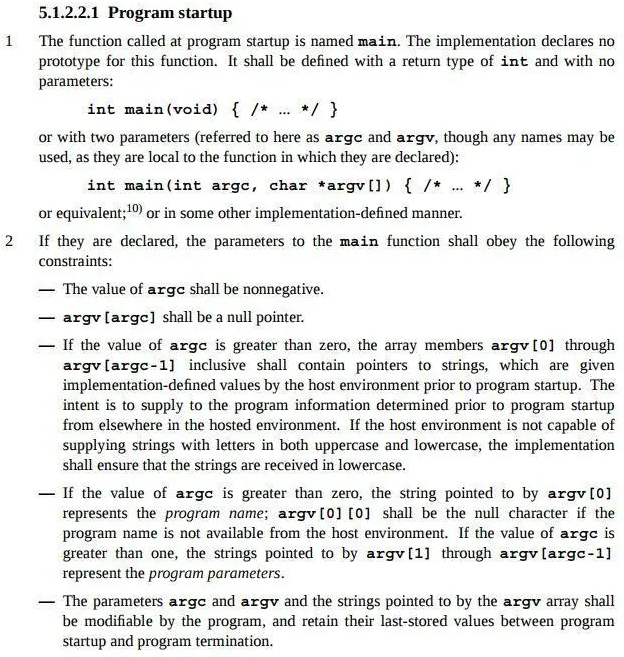 5.1.2.2.1 Program startup
1 The function called at program startup is named main. The implementation declares no
prototype for this function. It shall be defined with a return type of int and with no
parameters:
int main(void) { /* ... */ }
or with two parameters (referred to here as argc and argv, though any names may be
used, as they are local to the function in which they are declared):
int main(int argc, char *argv[]) { /* ... */ }
or equivalent;10) or in some other implementation-defined manner.
2 If they are declared, the parameters to the main function shall obey the following
constraints:
— The value of argc shall be nonnegative.
— argv[argc] shall be a null pointer.
— If the value of argc is greater than zero, the array members argv[0] through
argv[argc-1] inclusive shall contain pointers to strings, which are given
implementation-defined values by the host environment prior to program startup. The
intent is to supply to the program information determined prior to program startup
from elsewhere in the hosted environment. If the host environment is not capable of
supplying strings with letters in both uppercase and lowercase, the implementation
shall ensure that the strings are received in lowercase.
— If the value of argc is greater than zero, the string pointed to by argv[0]
represents the program name; argv[0][0] shall be the null character if the
program name is not available from the host environment. If the value of argc is
greater than one, the strings pointed to by argv[1] through argv[argc-1]
represent the program parameters.
— The parameters argc and argv and the strings pointed to by the argv array shall
be modifiable by the program, and retain their last-stored values between program
startup and program termination.